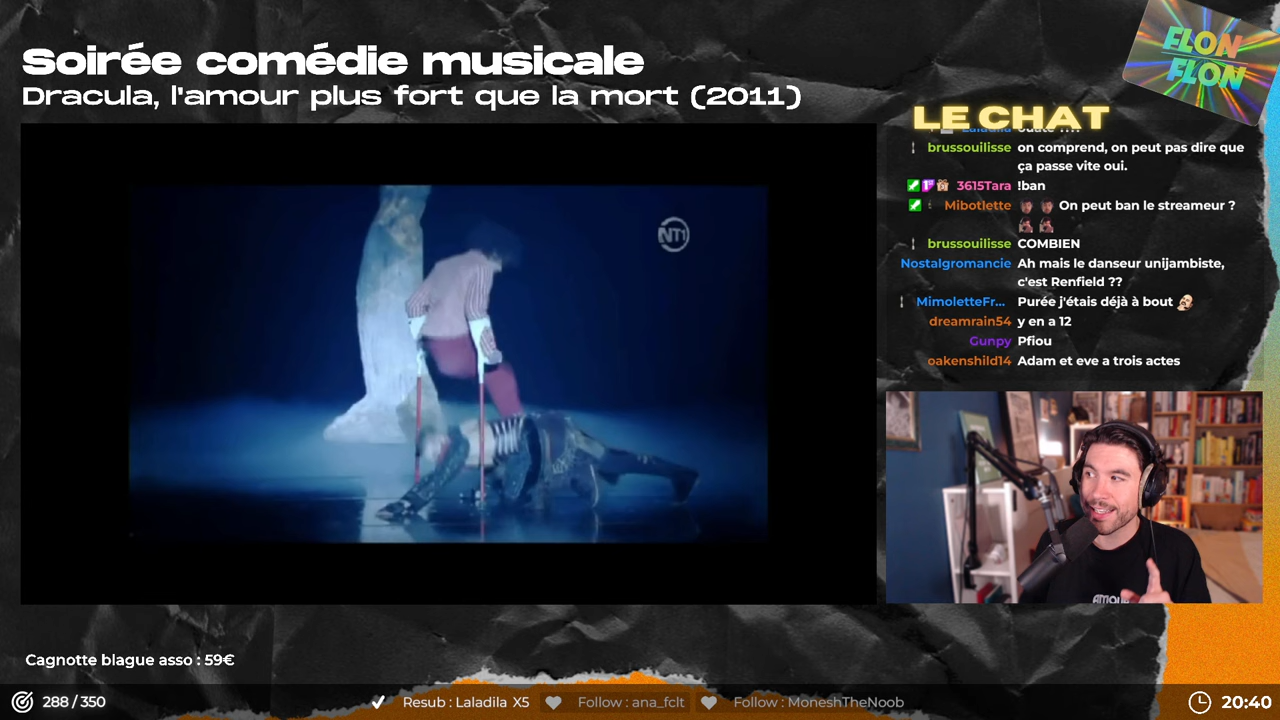 Soirée comédie musicale
Dracula, l'amour plus fort que la mort (2011)
FLON
FLON
LE CHAT
brussouilisse on comprend, on peut pas dire que
ça passe vite oui.
3615Tara !ban
Mibotlette On peut ban le streameur ?
brussouilisse COMBIEN
Nostalgromancie Ah mais le danseur unijambiste,
c'est Renfield ??
MimoletteFr... Purée j'étais déjà à bout
dreamrain54 y en a 12
Gunpy Pfiou
oakenshild14 Adam et eve a trois actes
NT1
Cagnotte blague asso : 59€
288 / 350
Resub : Laladila X5
Follow : ana_fclt
Follow : MoneshTheNoob
20:40